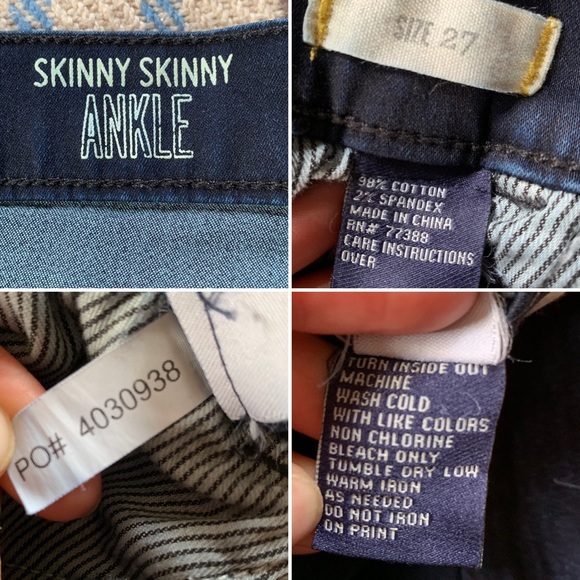 SKINNY SKINNY
ANKLE
SIZE 27
98% COTTON
2% SPANDEX
MADE IN CHINA
RN# 77388
CARE INSTRUCTIONS
OVER
PO# 4030938
TURN INSIDE OUT
MACHINE
WASH COLD
WITH LIKE COLORS
NON CHLORINE
BLEACH ONLY
TUMBLE DRY LOW
WARM IRON
AS NEEDED
DO NOT IRON
ON PRINT